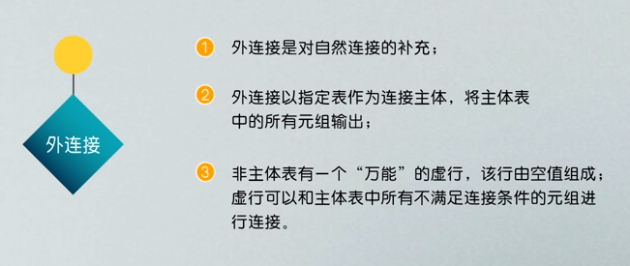 外连接
1 外连接是对自然连接的补充；
2 外连接以指定表作为连接主体，将主体表
中的所有元组输出；
3 非主体表有一个“万能”的虚行，该行由空值组成；
虚行可以和主体表中所有不满足连接条件的元组进
行连接。